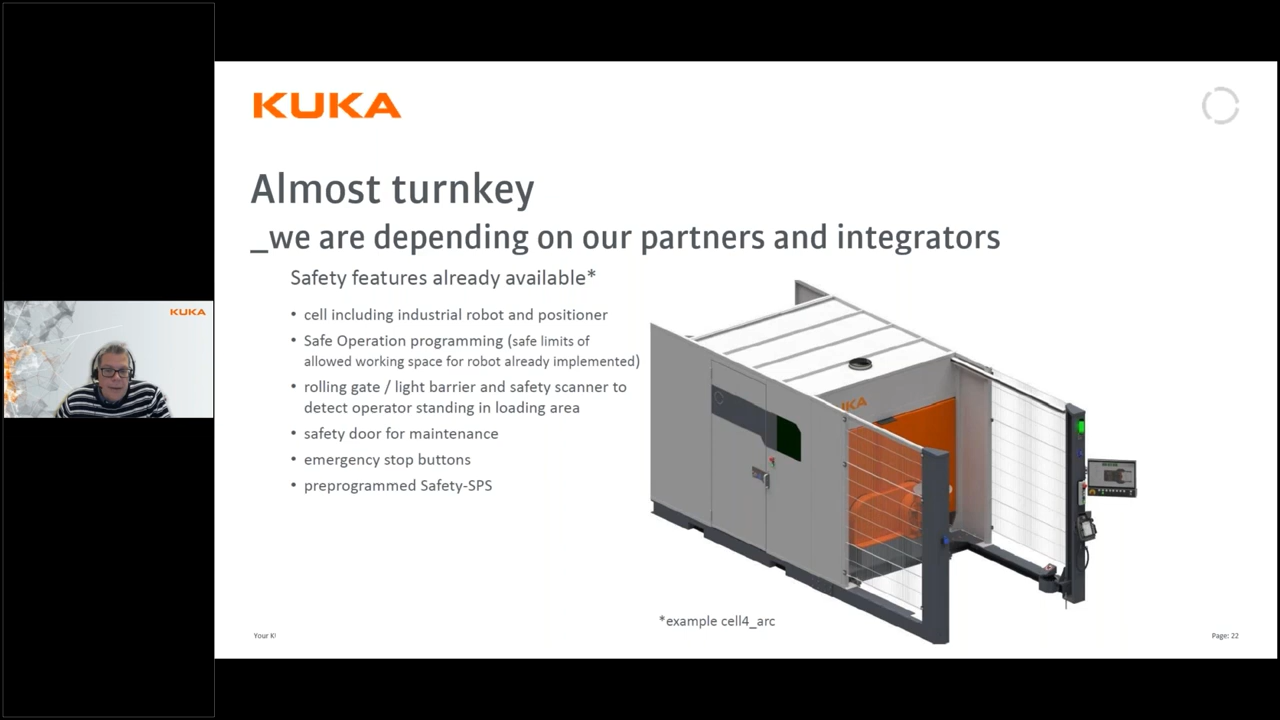 KUKA
Almost turnkey
_we are depending on our partners and integrators
Safety features already available*
• cell including industrial robot and positioner
• Safe Operation programming (safe limits of
allowed working space for robot already implemented)
• rolling gate / light barrier and safety scanner to
detect operator standing in loading area
• safety door for maintenance
• emergency stop buttons
• preprogrammed Safety-SPS
*example cell4_arc
Page: 22
KUKA